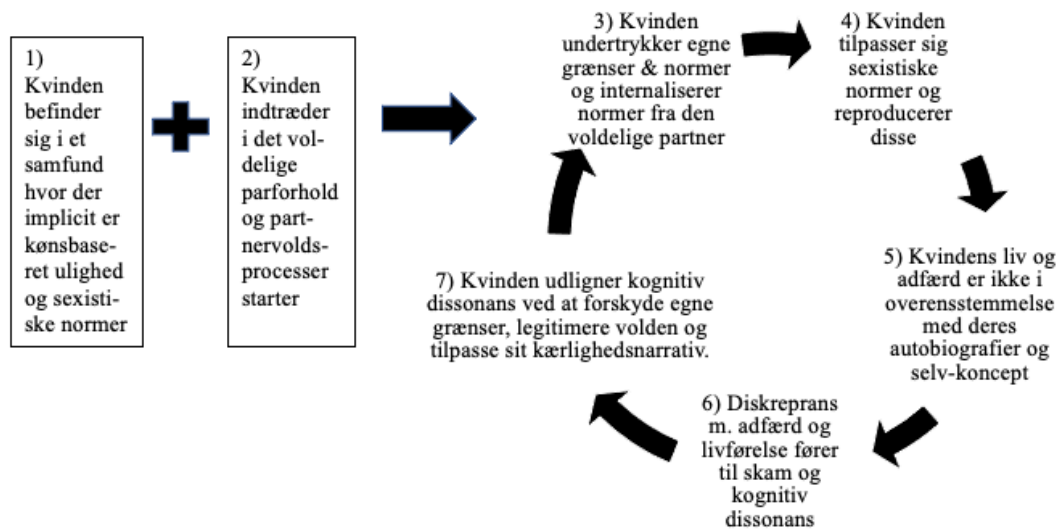 1)
Kvinden
befinder
sig i et
samfund
hvor der
implicit er
kønsbase-
ret ulighed
og sexisti-
ske normer
2)
Kvinden
indtræder
i det vol-
delige
parforhold
og part-
nervolds-
processer
starter
3) Kvinden
undertrykker egne
grænser & normer
og internaliserer
normer fra den
voldelige partner
4) Kvinden
tilpasser sig
sexistiske
normer og
reproducerer
disse
5) Kvindens liv og
adfærd er ikke i
overensstemmelse
med deres
autobiografier og
selv-koncept
6) Diskreprans
m. adfærd og
livførelse fører
til skam og
kognitiv
dissonans
7) Kvinden udligner kognitiv
dissonans ved at forskyde egne
grænser, legitimere volden og
tilpasse sit kærlighedsnarrativ.